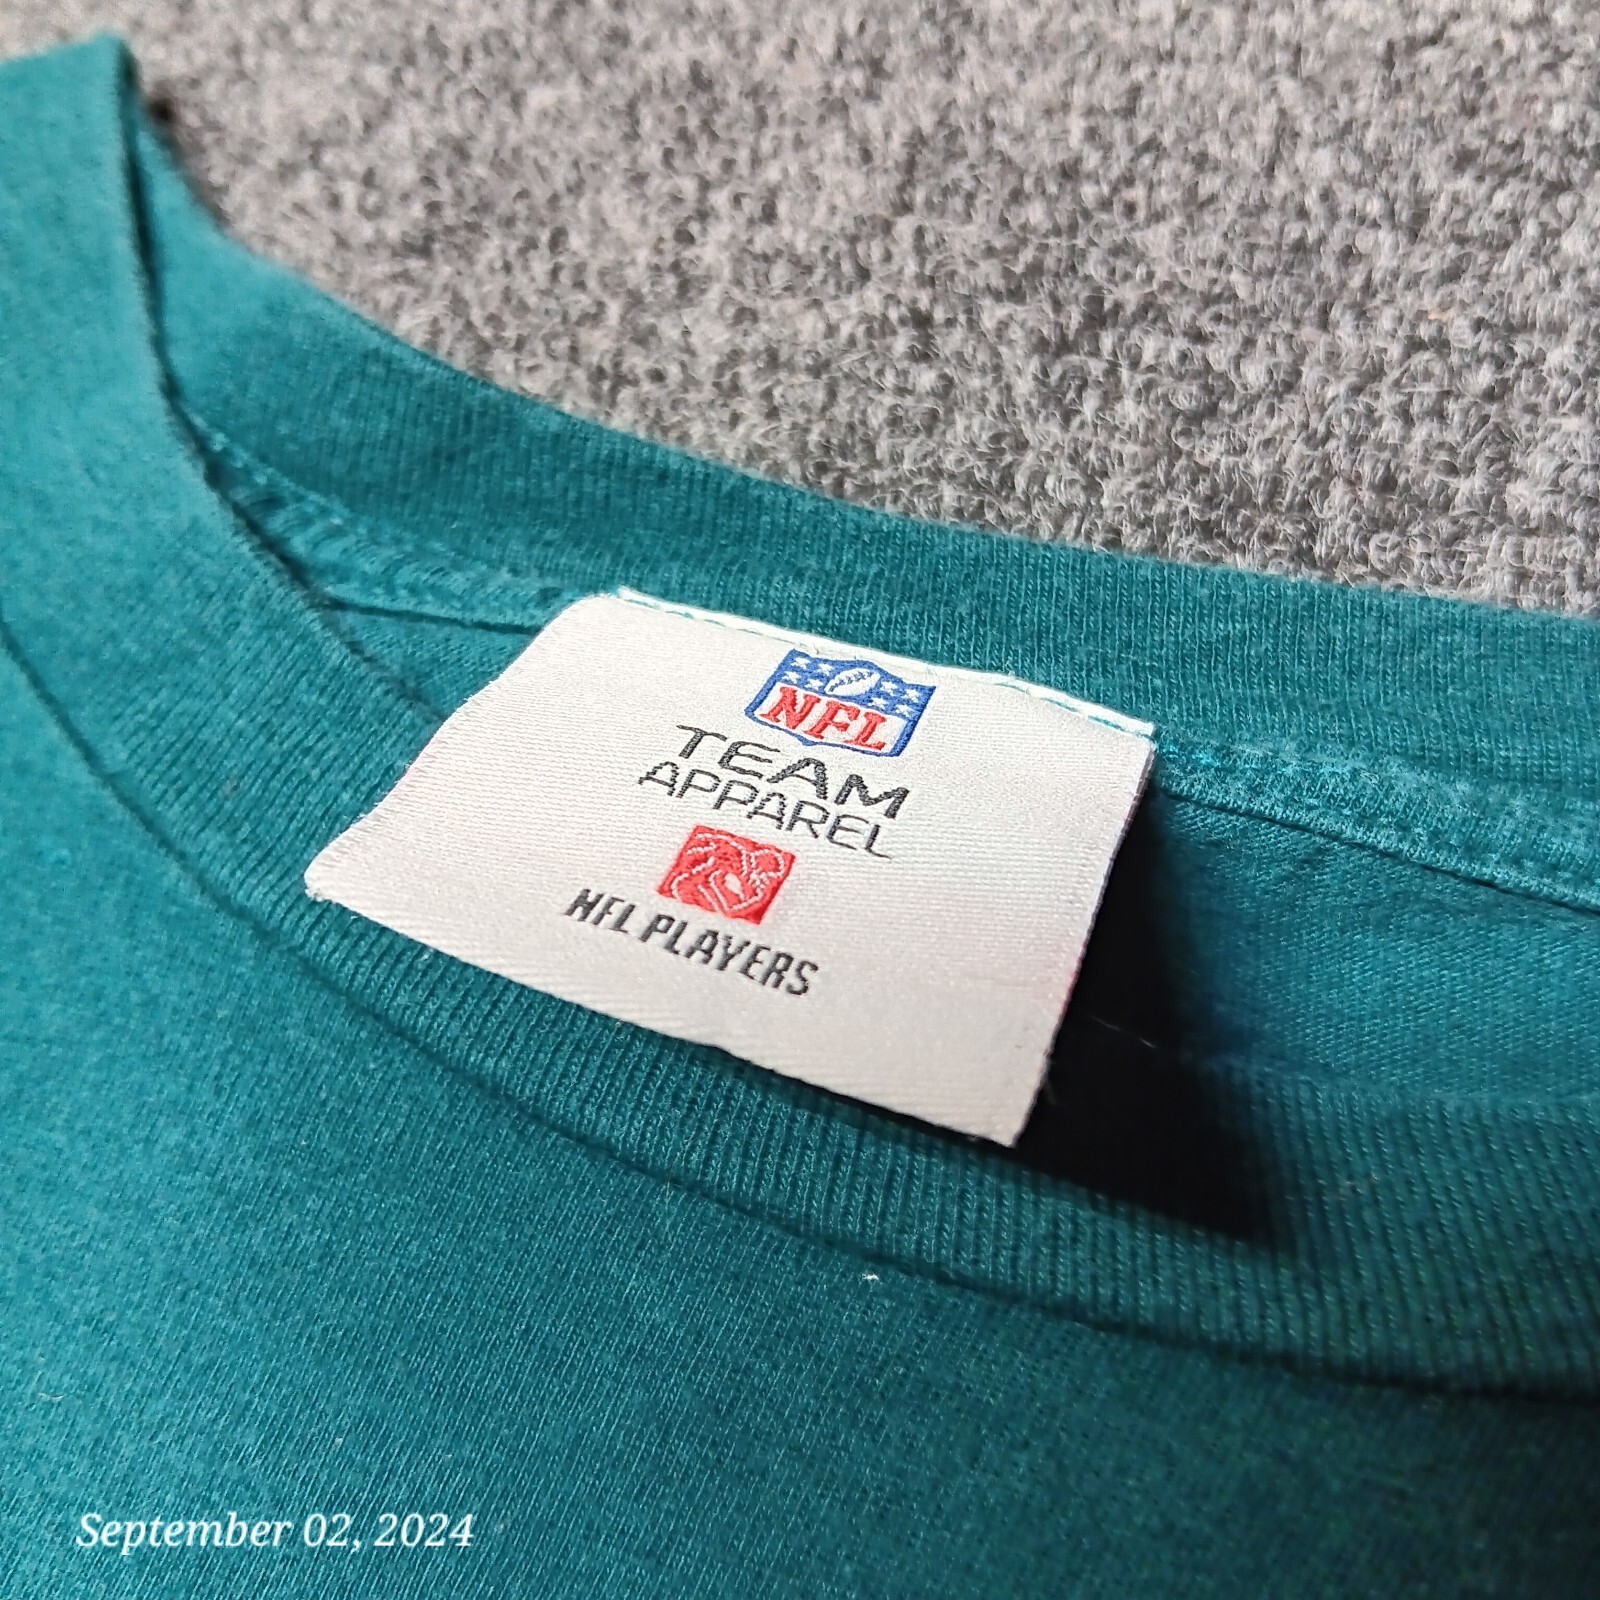 NFL
TEAM
APPAREL
NFL PLAYERS
September 02, 2024